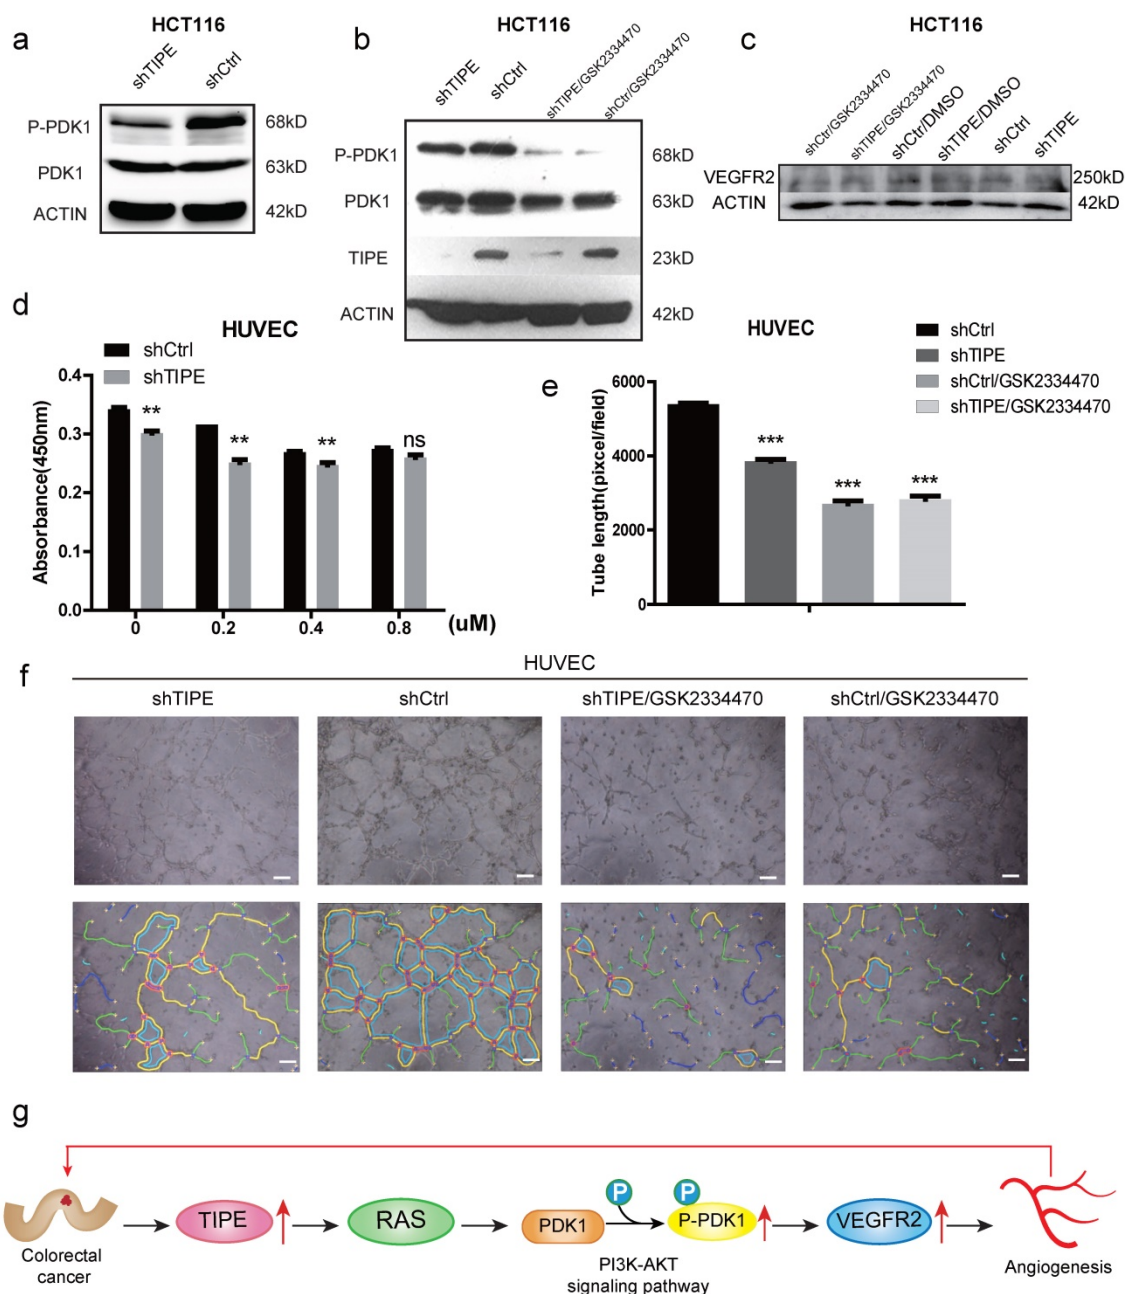 a
HCT116
shTIPE
shCtrl
P-PDK1
68kD
PDK1
63kD
ACTIN
42kD
b
HCT116
shTIPE
shCtrl
shTIPE/GSK2334470
shCtr/GSK2334470
P-PDK1
68kD
PDK1
63kD
TIPE
23kD
ACTIN
42kD
c
HCT116
shCtr/GSK2334470
shTIPE/GSK2334470
shCtr/DMSO
shTIPE/DMSO
shCtrl
shTIPE
VEGFR2
250kD
ACTIN
42kD
d
HUVEC
shCtrl
shTIPE
Absorbance(450nm)
0.4
0.3
0.2
0.1
0.0
**
**
**
ns
0
0.2
0.4
0.8
(uM)
e
HUVEC
shCtrl
shTIPE
shCtrl/GSK2334470
shTIPE/GSK2334470
Tube length(pixcel/field)
6000
4000
2000
0
***
***
***
f
HUVEC
shTIPE
shCtrl
shTIPE/GSK2334470
shCtrl/GSK2334470
g
Colorectal
cancer
TIPE
RAS
PDK1
P
P
P-PDK1
PI3K-AKT
signaling pathway
VEGFR2
Angiogenesis